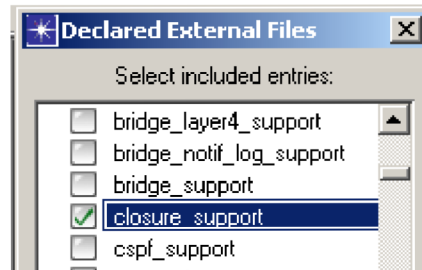 Declared External Files
Select included entries:
bridge_layer4_support
bridge_notif_log_support
bridge_support
closure_support
cspf_support